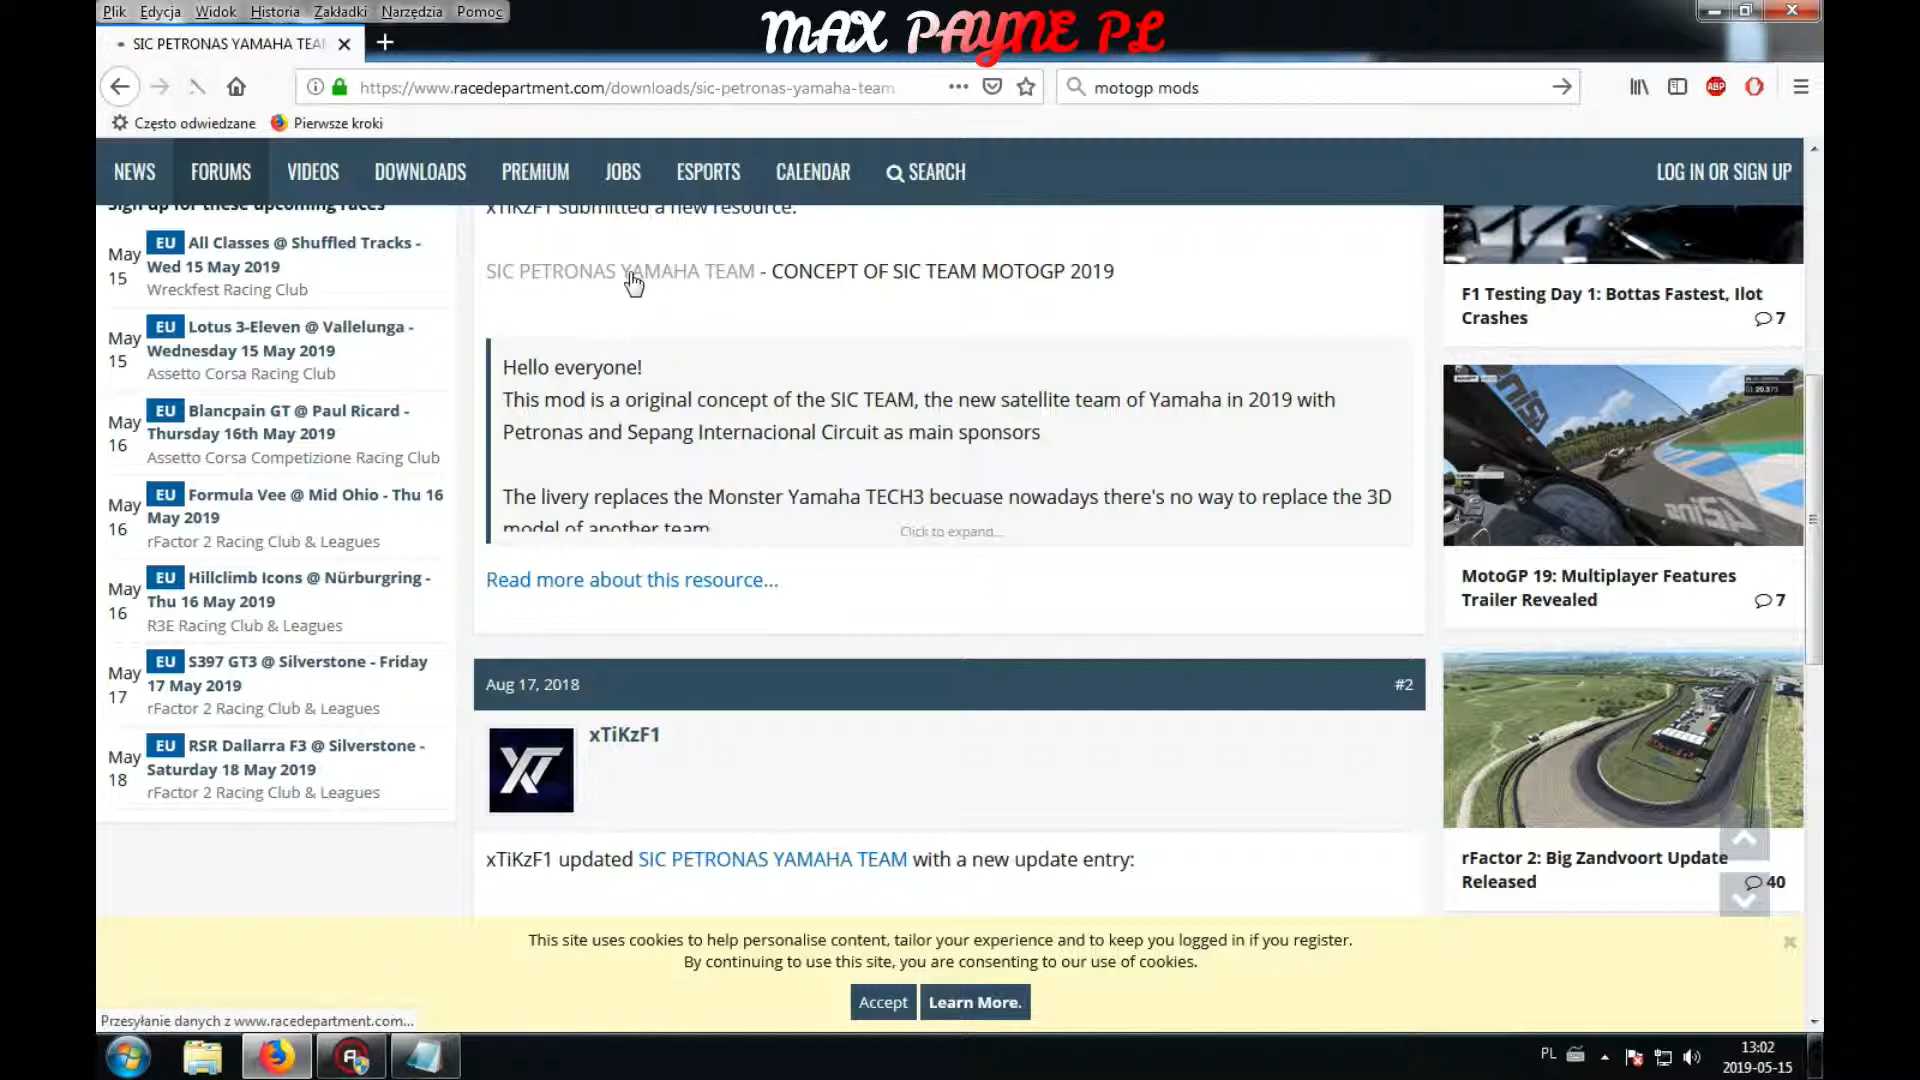 Plik Edycja Widok Historia Zakładki Narzędzia Pomoc
MAX PAYNE PL
SIC PETRONAS YAMAHA TEAM
https://www.racedepartment.com/downloads/sic-petronas-yamaha-team
motogp mods
ABP
Często odwiedzane Pierwsze kroki
NEWS FORUMS VIDEOS DOWNLOADS PREMIUM JOBS ESPORTS CALENDAR SEARCH LOG IN OR SIGN UP
Sign up for these upcoming races
May 15
EU All Classes @ Shuffled Tracks -
Wed 15 May 2019
Wreckfest Racing Club
May 15
EU Lotus 3-Eleven @ Vallelunga -
Wednesday 15 May 2019
Assetto Corsa Racing Club
May 16
EU Blancpain GT @ Paul Ricard -
Thursday 16th May 2019
Assetto Corsa Competizione Racing Club
May 16
EU Formula Vee @ Mid Ohio - Thu 16
May 2019
rFactor 2 Racing Club & Leagues
May 16
EU Hillclimb Icons @ Nürburgring -
Thu 16 May 2019
R3E Racing Club & Leagues
May 17
EU S397 GT3 @ Silverstone - Friday
17 May 2019
rFactor 2 Racing Club & Leagues
May 18
EU RSR Dallarra F3 @ Silverstone -
Saturday 18 May 2019
rFactor 2 Racing Club & Leagues
xTiKzF1 submitted a new resource:
SIC PETRONAS YAMAHA TEAM - CONCEPT OF SIC TEAM MOTOGP 2019
Hello everyone!
This mod is a original concept of the SIC TEAM, the new satellite team of Yamaha in 2019 with
Petronas and Sepang Internacional Circuit as main sponsors
The livery replaces the Monster Yamaha TECH3 becuase nowadays there's no way to replace the 3D
model of another team
Click to expand...
Read more about this resource...
Aug 17, 2018 #2
xTiKzF1
xTiKzF1 updated SIC PETRONAS YAMAHA TEAM with a new update entry:
F1 Testing Day 1: Bottas Fastest, Ilot
Crashes 7
MotoGP 19: Multiplayer Features
Trailer Revealed 7
rFactor 2: Big Zandvoort Update
Released 40
This site uses cookies to help personalise content, tailor your experience and to keep you logged in if you register.
By continuing to use this site, you are consenting to our use of cookies.
Accept Learn More.
Przesyłanie danych z www.racedepartment.com...
PL 13:02
2019-05-15